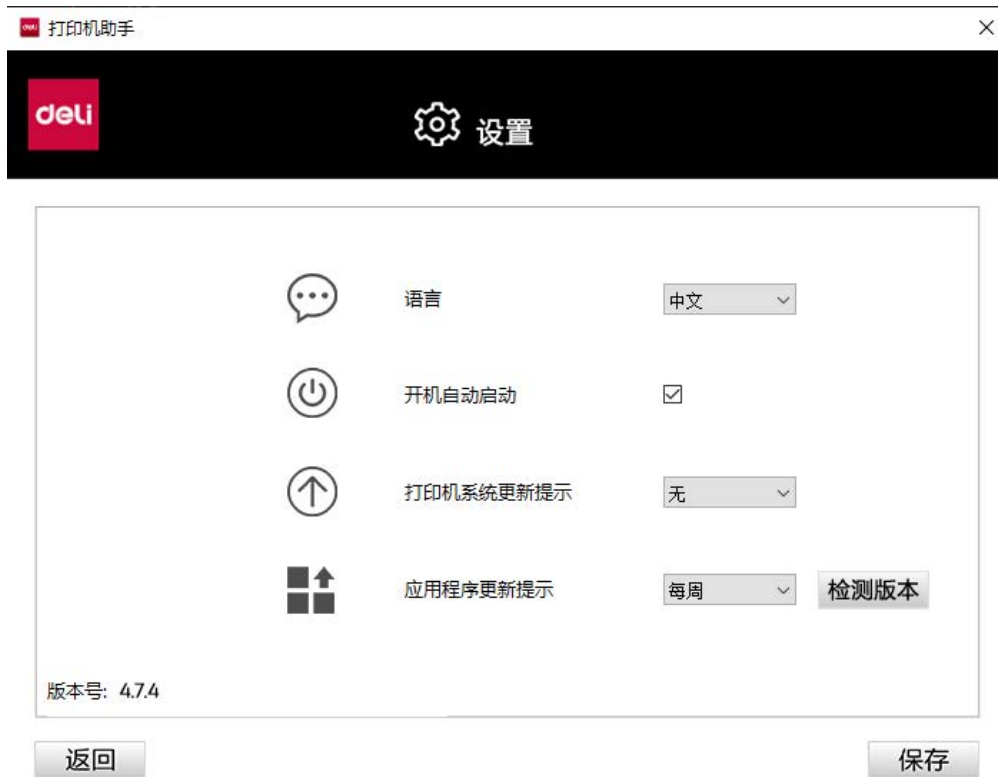 deli 打印机助手
deli
设置
语言 中文
开机自动启动
打印机系统更新提示 无
应用程序更新提示 每周 检测版本
版本号: 4.7.4
返回 保存